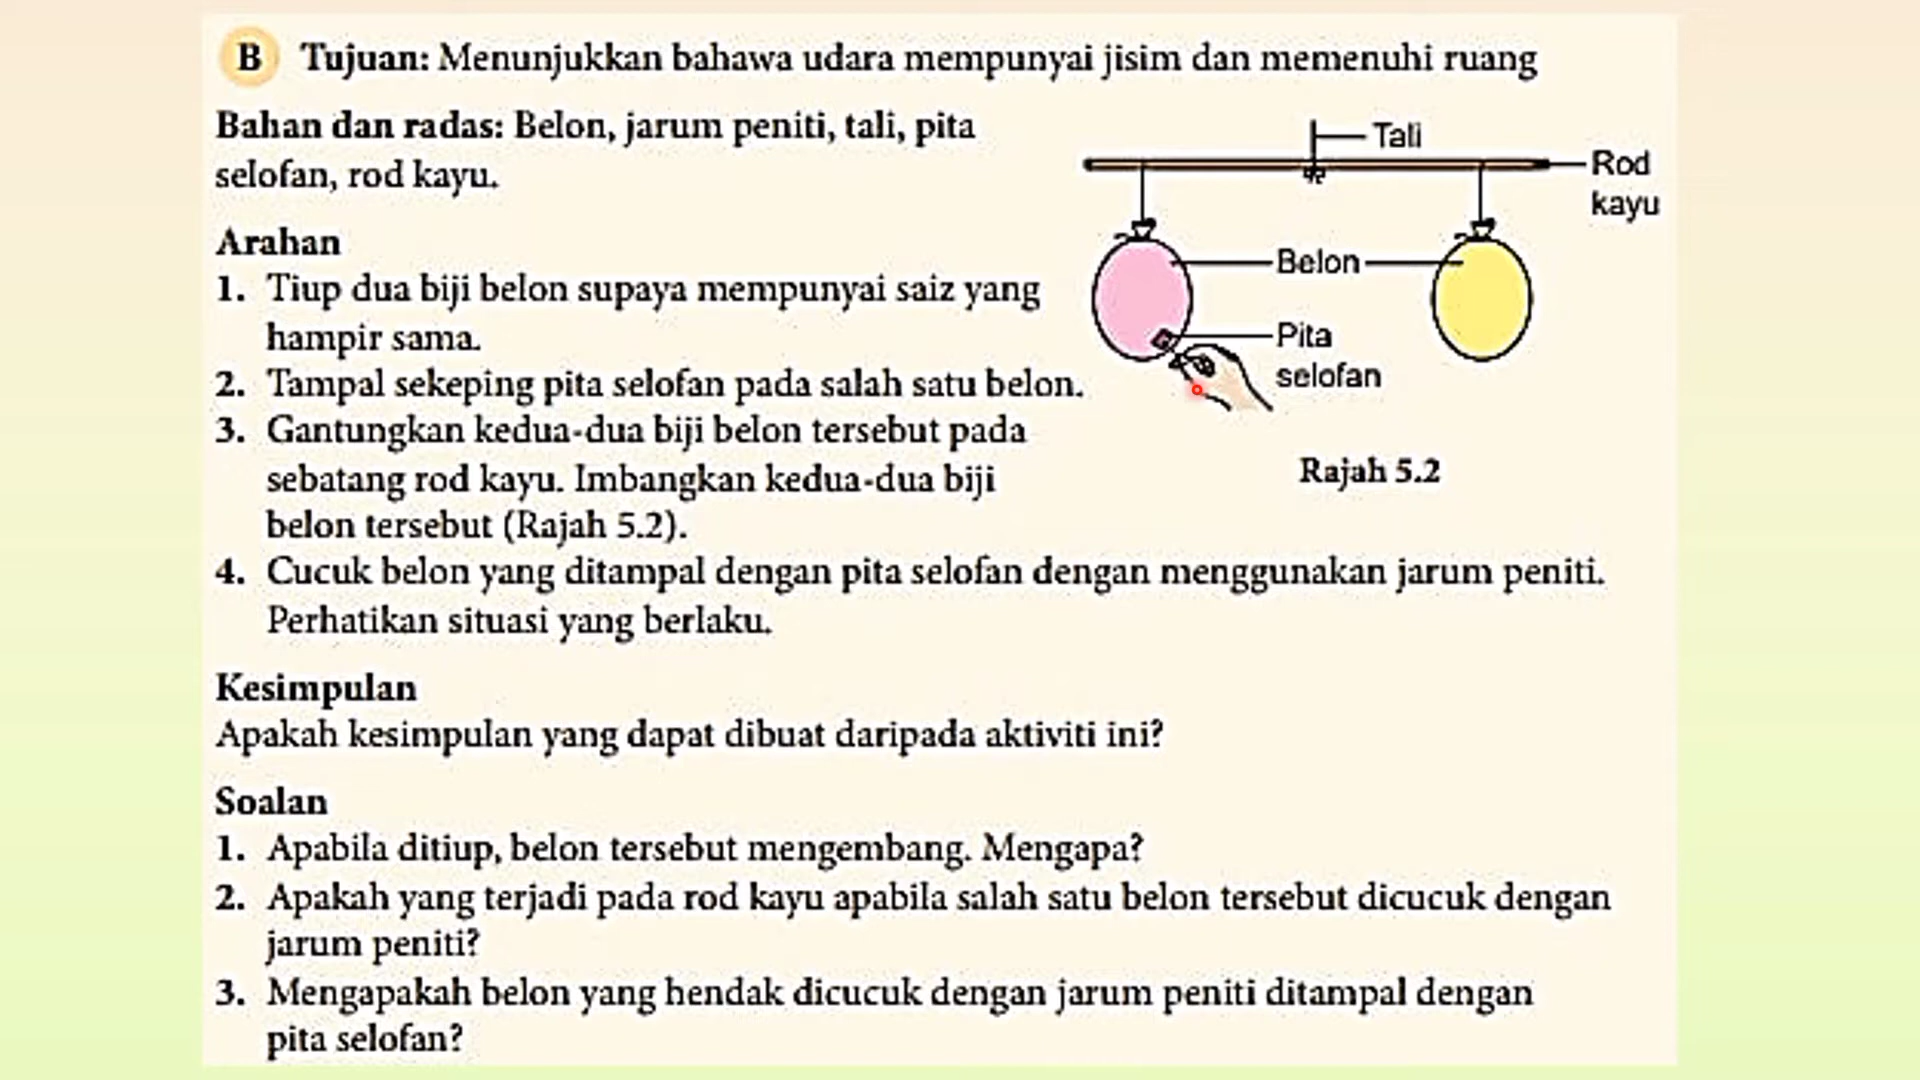 B Tujuan: Menunjukkan bahawa udara mempunyai jisim dan memenuhi ruang
Bahan dan radas: Belon, jarum peniti, tali, pita
selofan, rod kayu.
Arahan
1. Tiup dua biji belon supaya mempunyai saiz yang
hampir sama.
2. Tampal sekeping pita selofan pada salah satu belon.
3. Gantungkan kedua-dua biji belon tersebut pada
sebatang rod kayu. Imbangkan kedua-dua biji
belon tersebut (Rajah 5.2).
Tali
Rod
kayu
Belon
Pita
selofan
Rajah 5.2
4. Cucuk belon yang ditampal dengan pita selofan dengan menggunakan jarum peniti.
Perhatikan situasi yang berlaku.
Kesimpulan
Apakah kesimpulan yang dapat dibuat daripada aktiviti ini?
Soalan
1. Apabila ditiup, belon tersebut mengembang. Mengapa?
2. Apakah yang terjadi pada rod kayu apabila salah satu belon tersebut dicucuk dengan
jarum peniti?
3. Mengapakah belon yang hendak dicucuk dengan jarum peniti ditampal dengan
pita selofan?